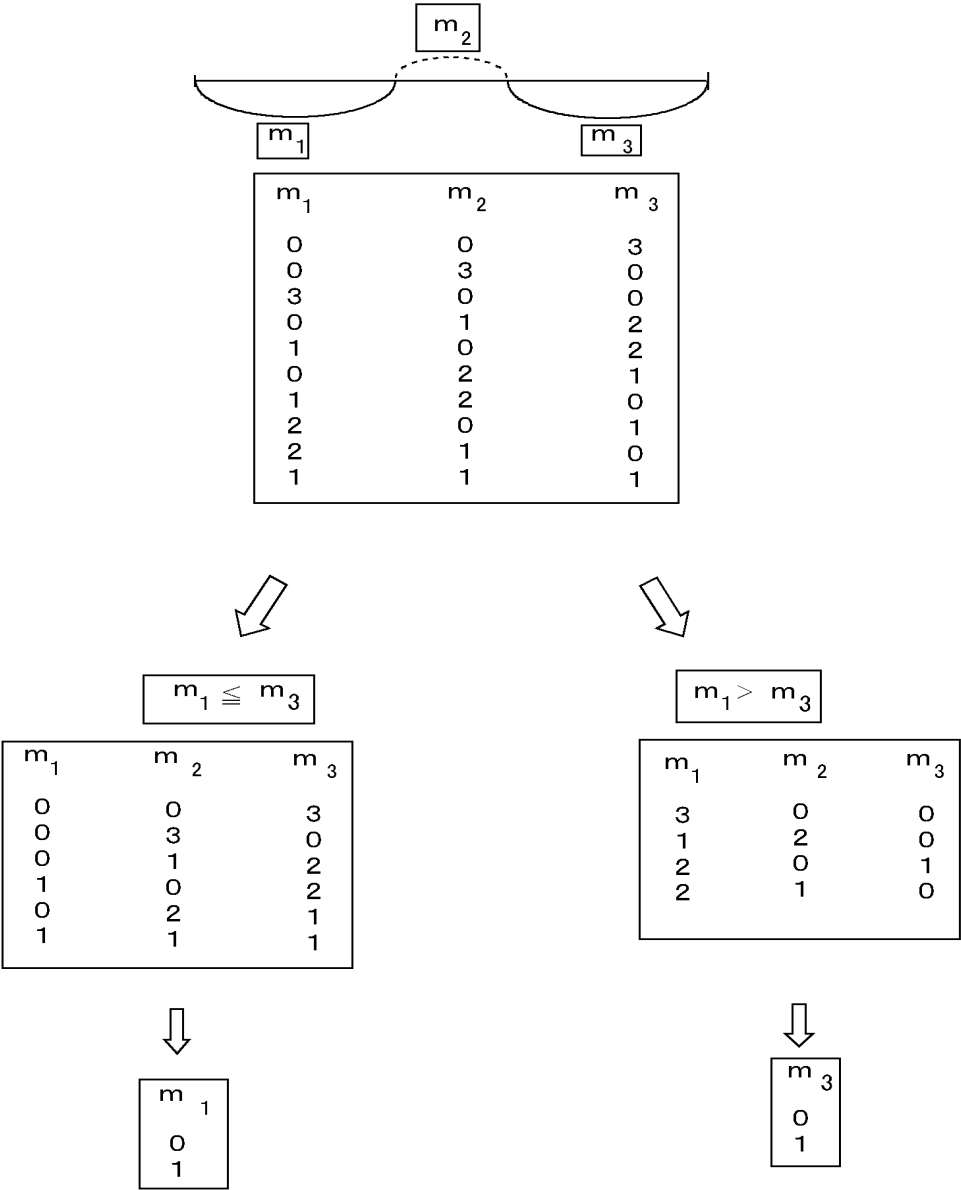 m₂
m₁ m₃
m₁ m₂ m₃
0 0 3
0 3 0
3 0 0
0 1 2
1 0 2
0 2 1
1 2 0
2 0 1
2 1 0
1 1 1
m₁ ≦ m₃
m₁ m₂ m₃
0 0 3
0 3 0
0 1 2
1 0 2
0 2 1
1 1 1
m₁
0
1
m₁ > m₃
m₁ m₂ m₃
3 0 0
1 2 0
2 0 1
2 1 0
m₃
0
1